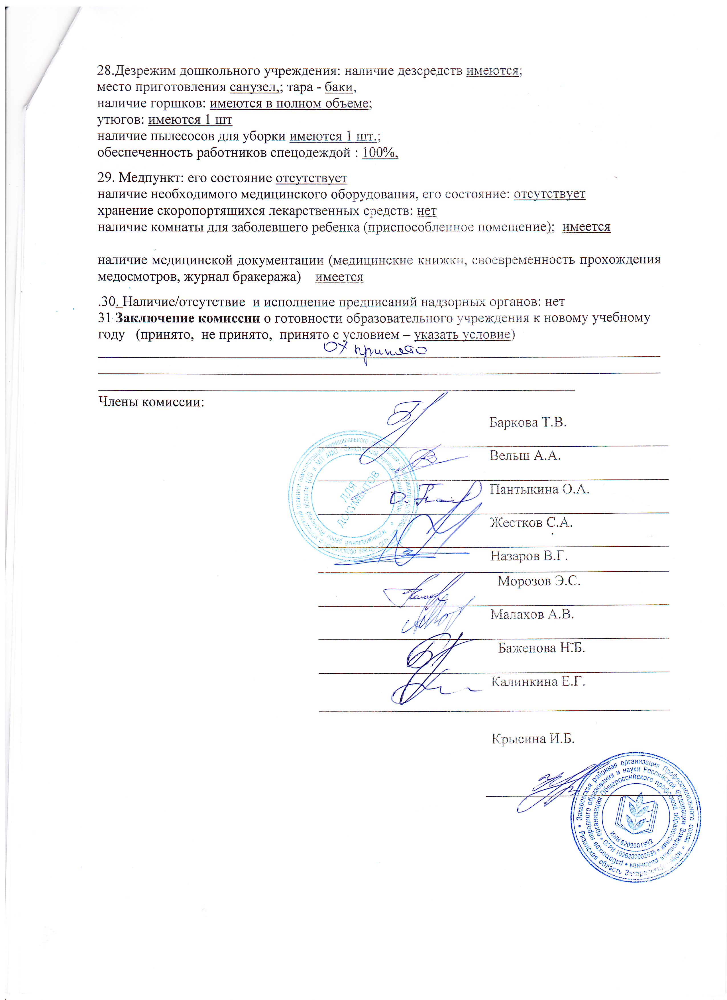 28.Дезрежим дошкольного учреждения: наличие дезсредств имеются;
место приготовления санузел,; тара - баки,
наличие горшков: имеются в полном объеме;
утюгов: имеются 1 шт
наличие пылесосов для уборки имеются 1 шт.;
обеспеченность работников спецодеждой : 100%,
29. Медпункт: его состояние отсутствует
наличие необходимого медицинского оборудования, его состояние: отсутствует
хранение скоропортящихся лекарственных средств: нет
наличие комнаты для заболевшего ребенка (приспособленное помещение);  имеется
наличие медицинской документации (медицинские книжки, своевременность прохождения
медосмотров, журнал бракеража)    имеется
.30. Наличие/отсутствие  и исполнение предписаний надзорных органов: нет
31 Заключение комиссии о готовности образовательного учреждения к новому учебному
году   (принято,  не принято,  принято с условием – указать условие)
ОУ принято
Члены комиссии:
Баркова Т.В.
Вельш А.А.
Пантыкина О.А.
Жестков С.А.
Назаров В.Г.
Морозов Э.С.
Малахов А.В.
Баженова Н.Б.
Калинкина Е.Г.
Крысина И.Б.
ДЛЯ
ДОКУМЕНТОВ
Захаровская районная организация Профессионального союза
работников народного образования и науки Российской Федерации
организация Общероссийского профсоюза образования
Рязанская область Захаровский район
ОГРН 1026200002635
ИНН 6202001992